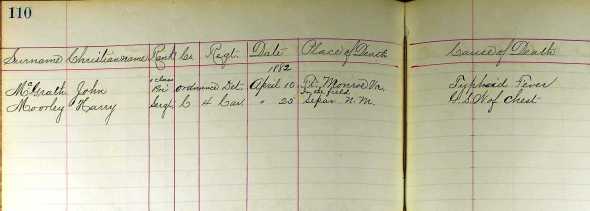 110
Surname Christian name Rank Co. Regt. Date Place of Death Cause of Death
1882
McGrath John 1 class Pri Ordnance Det. April 10 Ft. Monroe Va. Typhoid Fever
In the field
Moorley Harry Sergt C 4 Cav. " 25 Separ. N. M. G.S.W of Chest